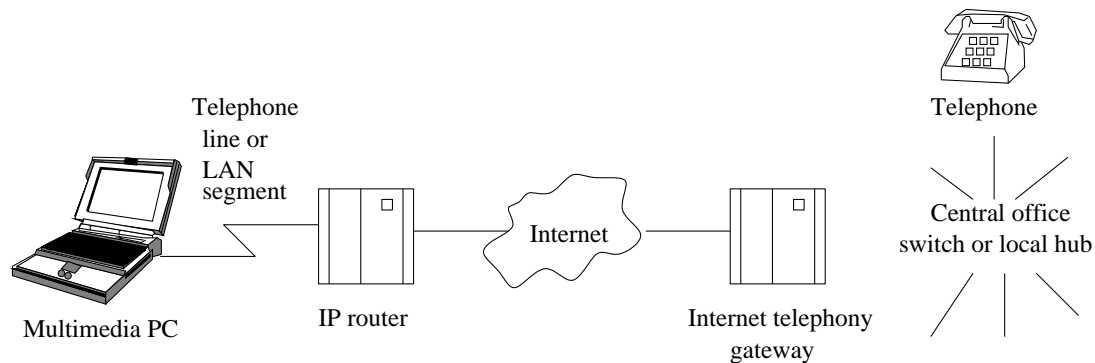 Telephone
line or
LAN
segment
Multimedia PC
IP router
Internet
Internet telephony
gateway
Telephone
Central office
switch or local hub